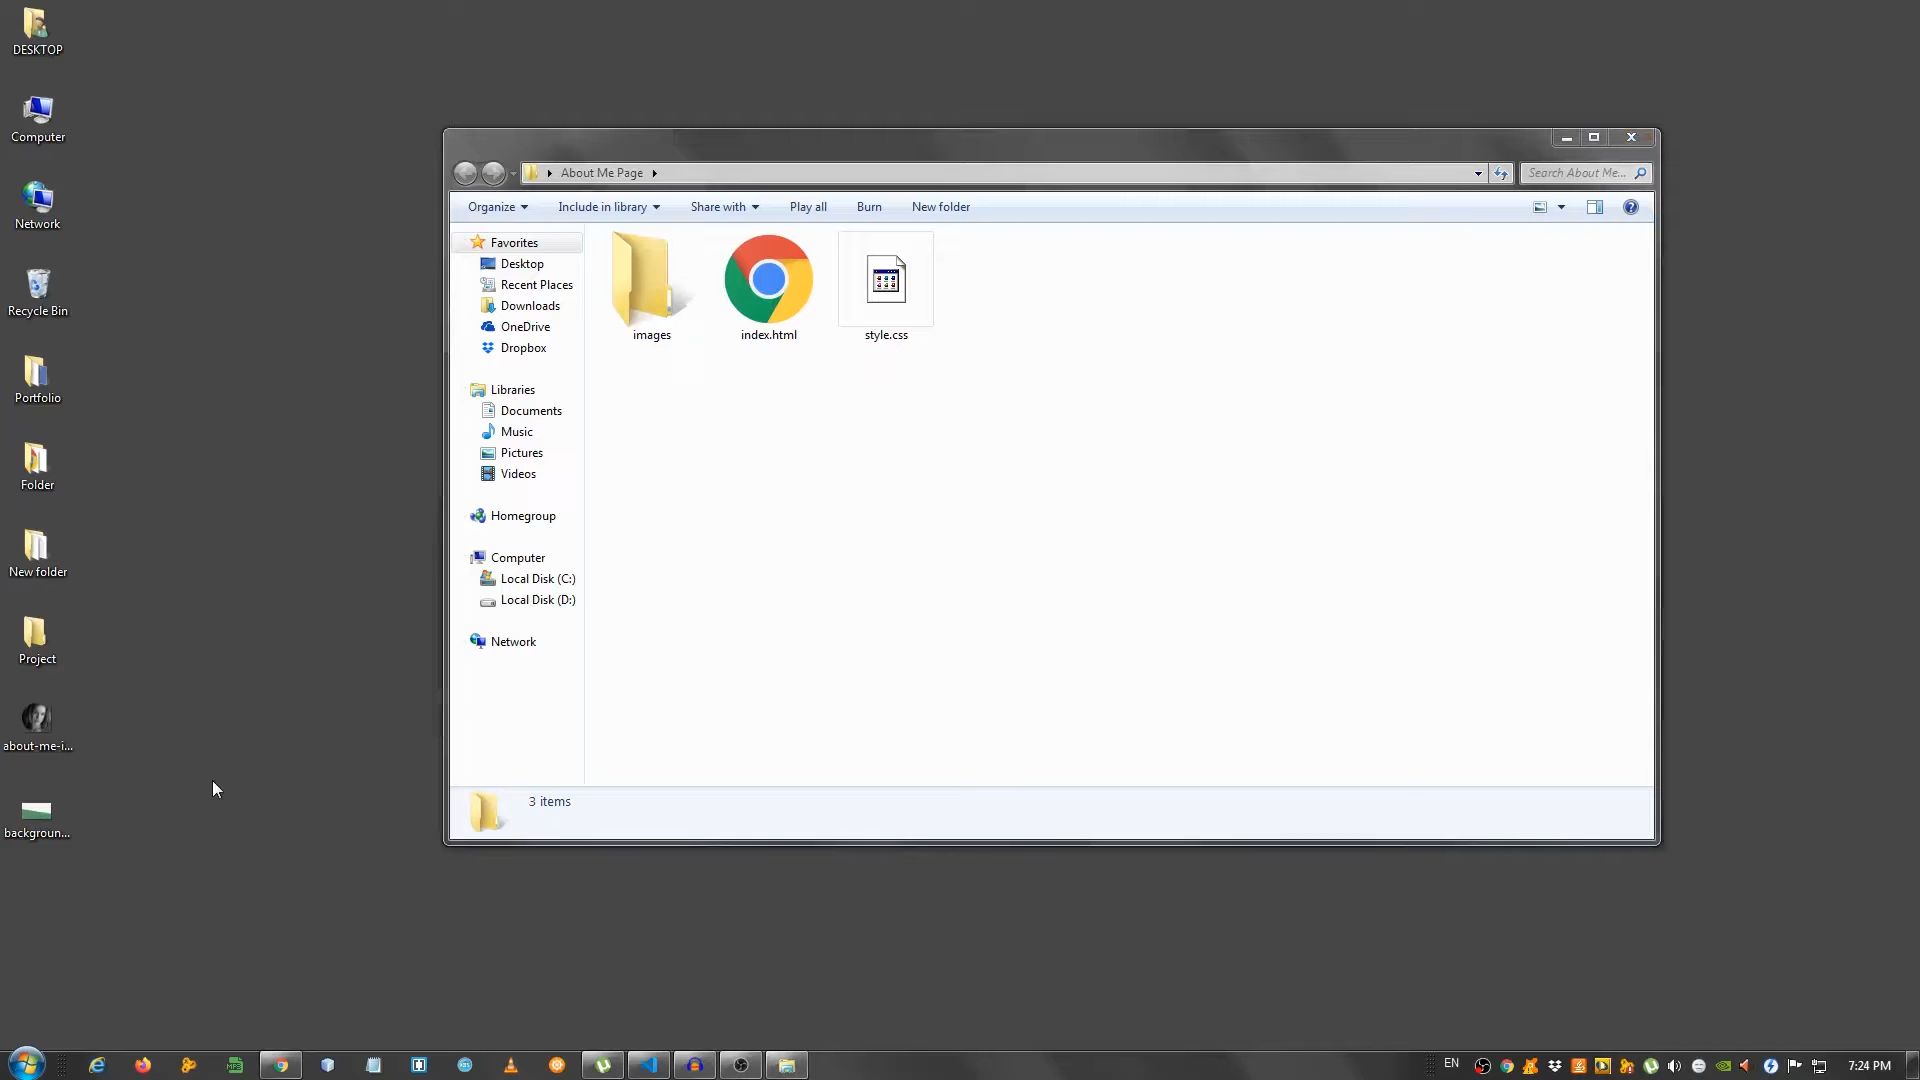 DESKTOP
Computer
Network
Recycle Bin
Portfolio
Folder
New folder
Project
about-me-i...
backgroun...
About Me Page
Search About Me...
Organize
Include in library
Share with
Play all
Burn
New folder
Favorites
Desktop
Recent Places
Downloads
OneDrive
Dropbox
Libraries
Documents
Music
Pictures
Videos
Homegroup
Computer
Local Disk (C:)
Local Disk (D:)
Network
images
index.html
style.css
3 items
EN
7:24 PM